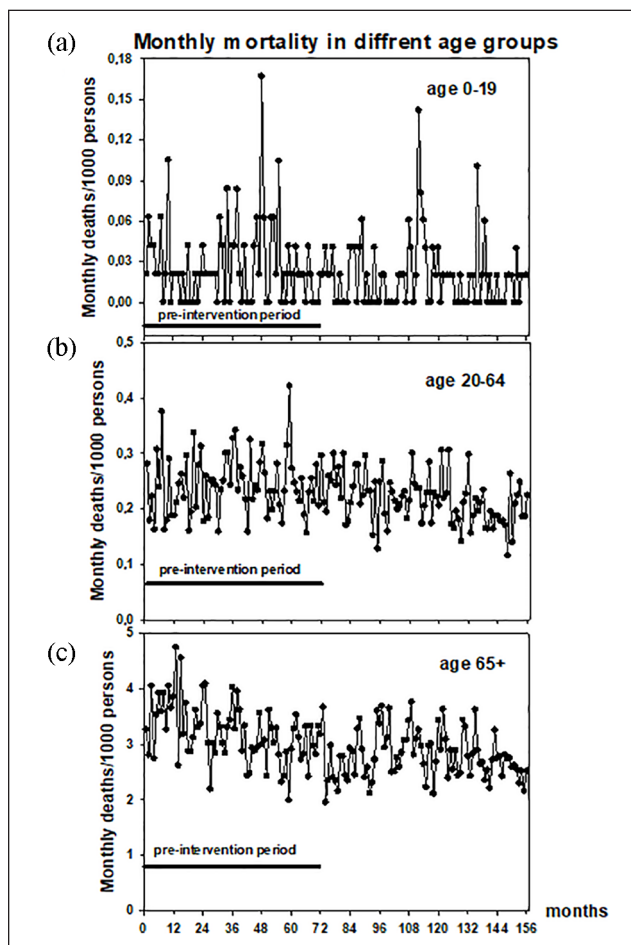 (a)
Monthly mortality in diffrent age groups
0,18
0,15
0,12
0,09
0,06
0,03
0,00
Monthly deaths/1000 persons
age 0-19
pre-intervention period
(b)
0,5
0,4
0,3
0,2
0,1
0,0
Monthly deaths/1000 persons
age 20-64
pre-intervention period
(c)
5
4
3
2
1
0
Monthly deaths/1000 persons
age 65+
pre-intervention period
0 12 24 36 48 60 72 84 96 108 120 132 144 156
months